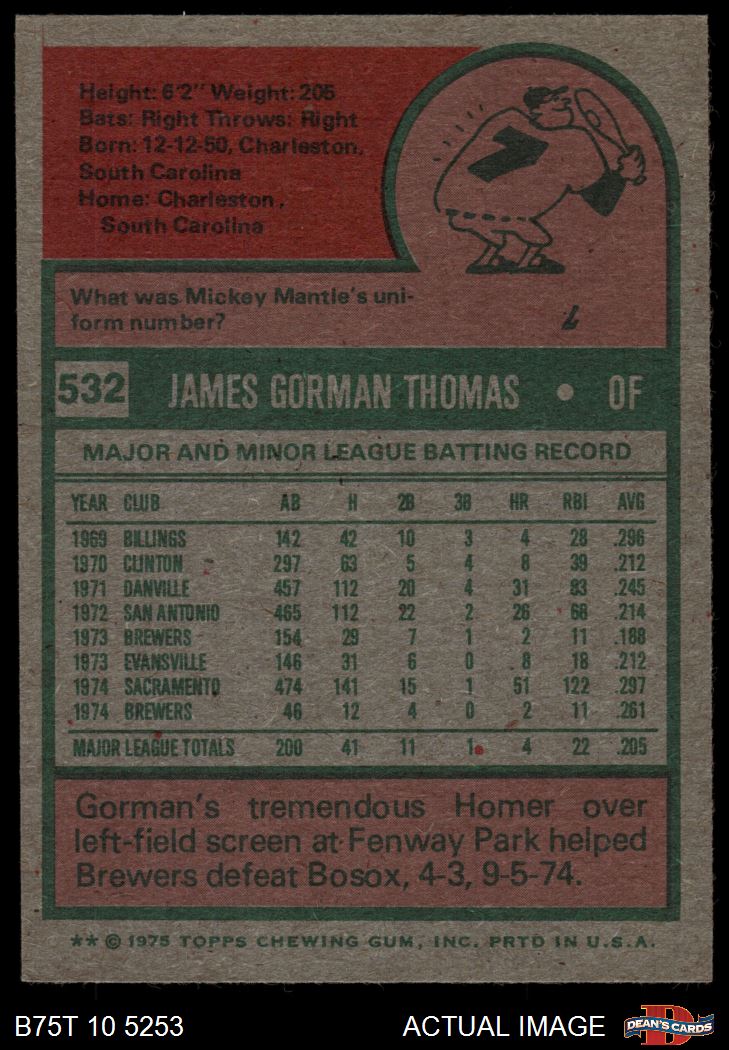 Height: 6'2" Weight: 205
Bats: Right Throws: Right
Born: 12-12-50, Charleston,
South Carolina
Home: Charleston,
South Carolina
7
What was Mickey Mantle's uni-
form number?
7
532 JAMES GORMAN THOMAS • OF
MAJOR AND MINOR LEAGUE BATTING RECORD
YEAR CLUB AB H 2B 3B HR RBI AVG
1969 BILLINGS 142 42 10 3 4 28 .296
1970 CLINTON 297 63 5 4 8 39 .212
1971 DANVILLE 457 112 20 4 31 83 .245
1972 SAN ANTONIO 465 112 22 2 26 68 .214
1973 BREWERS 154 29 7 1 2 11 .188
1973 EVANSVILLE 146 31 6 0 8 18 .212
1974 SACRAMENTO 474 141 15 1 51 122 .297
1974 BREWERS 46 12 4 0 2 11 .261
MAJOR LEAGUE TOTALS 200 41 11 1 4 22 .205
Gorman's tremendous Homer over
left-field screen at Fenway Park helped
Brewers defeat Bosox, 4-3, 9-5-74.
** © 1975 TOPPS CHEWING GUM, INC. PRTD IN U.S.A.
B75T 10 5253 ACTUAL IMAGE DEAN'S CARDS